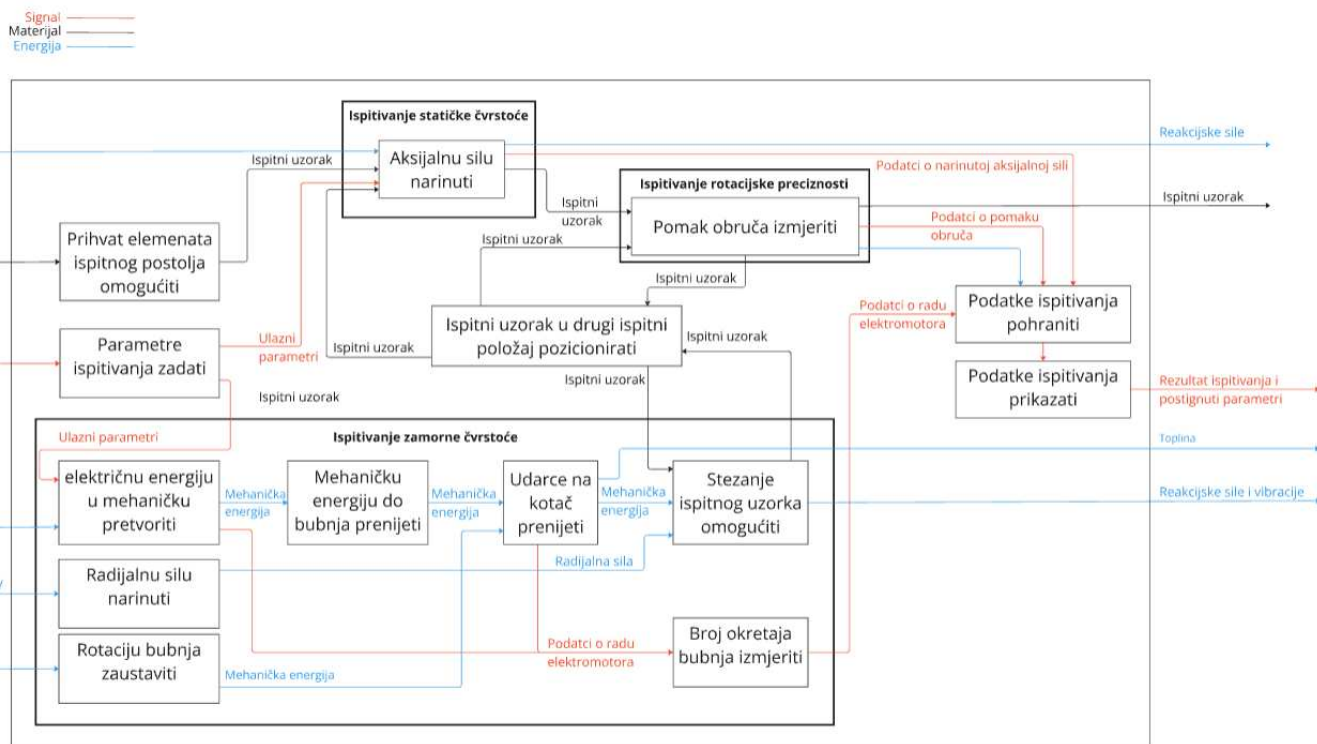 Signal
Materijal
Energija
Ispitivanje statičke čvrstoće
Aksijalnu silu
narinuti
Reakcijske sile
Ispitni uzorak
Podatci o narinutoj aksijalnoj sili
Ispitivanje rotacijske preciznosti
Pomak obruča izmjeriti
Ispitni
uzorak
Ispitni uzorak
Podatci o pomaku
obruča
Prihvat elemenata
ispitnog postolja
omogućiti
Ispitni uzorak
Ispitni uzorak
Podatke ispitivanja
pohraniti
Podatci o radu
elektromotora
Ispitni uzorak u drugi ispitni
položaj pozicionirati
Parametre
ispitivanja zadati
Ulazni
parametri
Ispitni uzorak
Ispitni uzorak
Ispitni uzorak
Podatke ispitivanja
prikazati
Rezultat ispitivanja i
postignuti parametri
Ispitni uzorak
Ispitivanje zamorne čvrstoće
Ulazni parametri
Toplina
električnu energiju
u mehaničku
pretvoriti
Mehanička
energija
Mehaničku
energiju do
bubnja prenijeti
Mehanička
energija
Udarce na
kotač
prenijeti
Mehanička
energija
Stezanje
ispitnog uzorka
omogućiti
Reakcijske sile i vibracije
Radijalna sila
Radijalnu silu
narinuti
Rotaciju bubnja
zaustaviti
Mehanička energija
Podatci o radu
elektromotora
Broj okretaja
bubnja izmjeriti